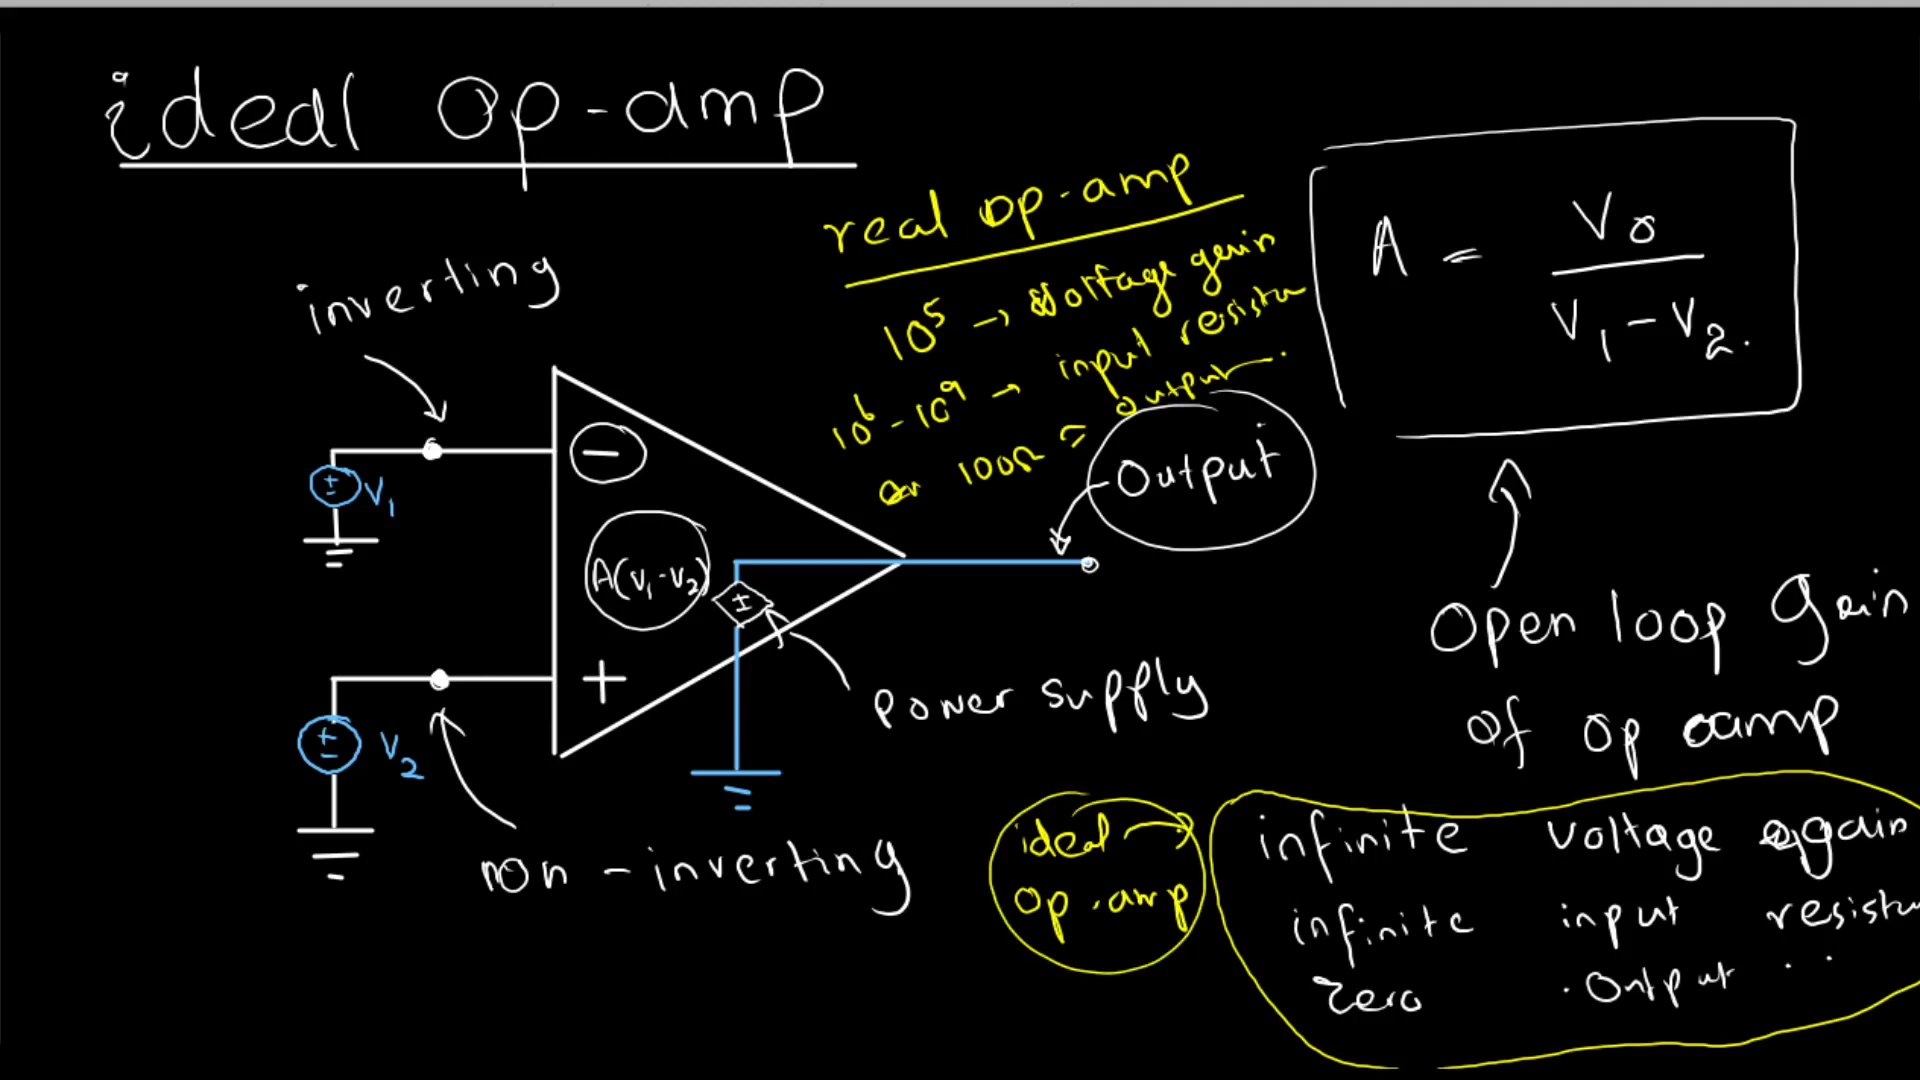 ideal op-amp
real op-amp
10⁵ → voltage gain
10⁶-10⁹ → input
100Ω = output
A = Vo / V₁ - V₂.
inverting
−
V₁
A(V₁-V₂)
±
Output
+
V₂
power supply
non-inverting
Open loop Gain
of op amp
ideal → op-amp
infinite voltage gain
infinite input
zero output